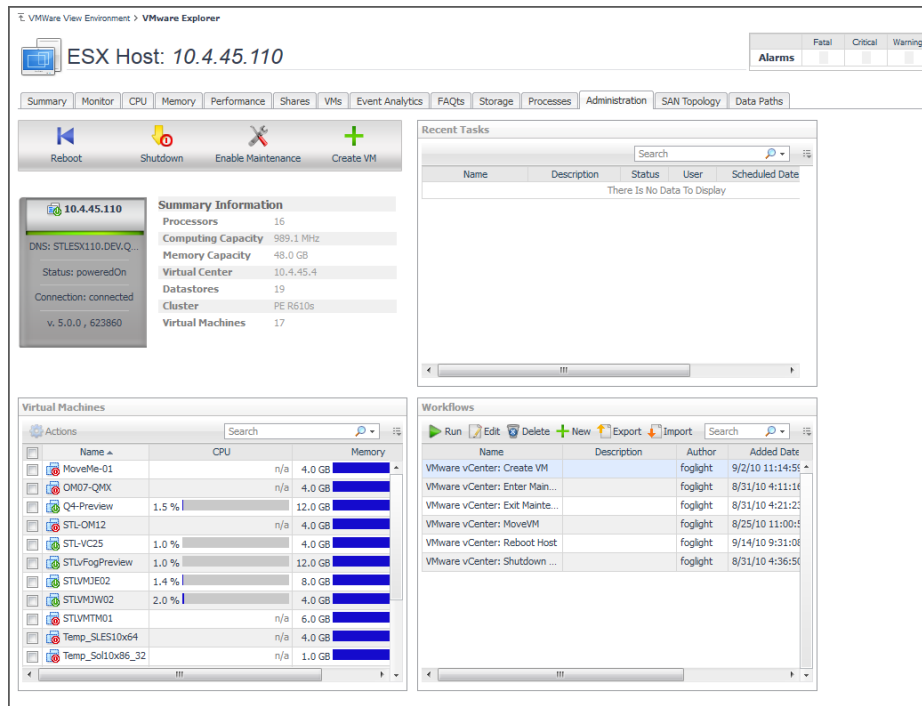 VMWare View Environment > VMware Explorer
ESX Host: 10.4.45.110
Fatal Critical Warning
Alarms
Summary Monitor CPU Memory Performance Shares VMs Event Analytics FAQts Storage Processes Administration SAN Topology Data Paths
Reboot Shutdown Enable Maintenance Create VM
10.4.45.110
DNS: STLESX110.DEV.Q...
Status: poweredOn
Connection: connected
v. 5.0.0 , 623860
Summary Information
Processors 16
Computing Capacity 989.1 MHz
Memory Capacity 48.0 GB
Virtual Center 10.4.45.4
Datastores 19
Cluster PE R610s
Virtual Machines 17
Recent Tasks
Search
Name Description Status User Scheduled Date
There Is No Data To Display
Virtual Machines
Actions Search
Name CPU Memory
MoveMe-01 n/a 4.0 GB
OM07-QMX n/a 4.0 GB
Q4-Preview 1.5 % 12.0 GB
STL-OM12 n/a 4.0 GB
STL-VC25 1.0 % 4.0 GB
STLvFogPreview 1.0 % 12.0 GB
STLVMJE02 1.4 % 8.0 GB
STLVMJW02 2.0 % 4.0 GB
STLVMTM01 n/a 6.0 GB
Temp_SLES10x64 n/a 4.0 GB
Temp_Sol10x86_32 n/a 1.0 GB
Workflows
Run Edit Delete New Export Import Search
Name Description Author Added Date
VMware vCenter: Create VM foglight 9/2/10 11:14:59
VMware vCenter: Enter Main... foglight 8/31/10 4:11:16
VMware vCenter: Exit Mainte... foglight 8/31/10 4:21:23
VMware vCenter: MoveVM foglight 8/25/10 11:00:5
VMware vCenter: Reboot Host foglight 9/14/10 9:31:08
VMware vCenter: Shutdown ... foglight 8/31/10 4:36:50